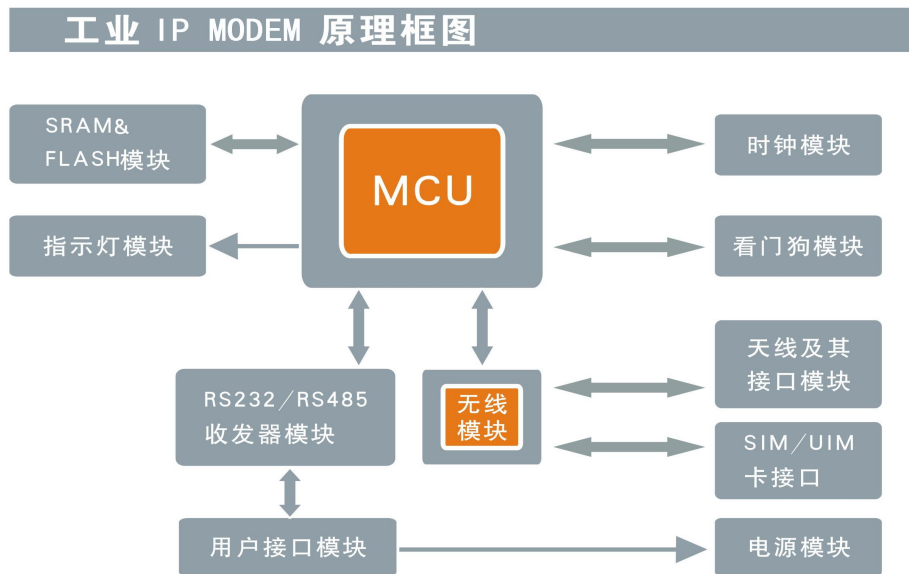 工业 IP MODEM 原理框图
SRAM&
FLASH模块
MCU
时钟模块
指示灯模块
看门狗模块
天线及其
接口模块
RS232/RS485
收发器模块
无线
模块
SIM/UIM
卡接口
用户接口模块
电源模块